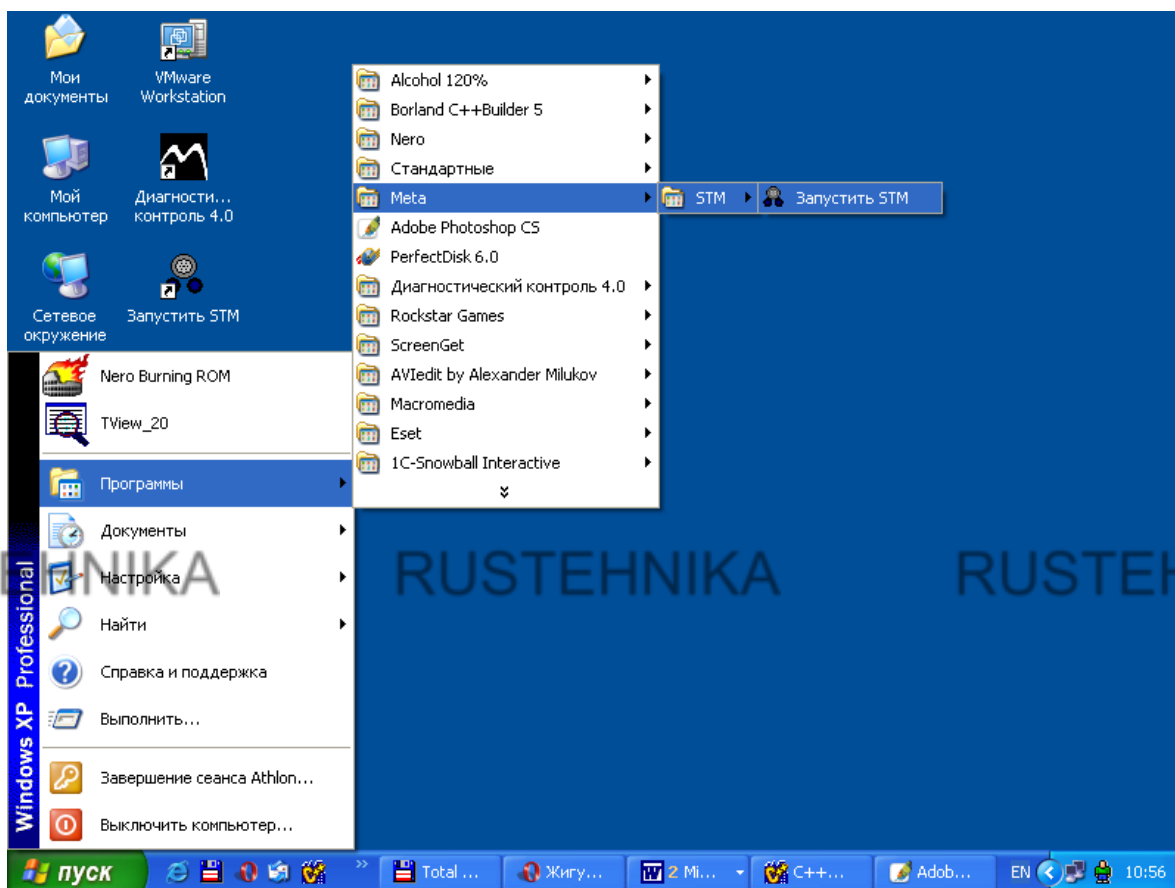 Мои документы
VMware Workstation
Мой компьютер
Диагности... контроль 4.0
Сетевое окружение
Запустить STM
Nero Burning ROM
TView_20
Программы
Документы
Настройка
Найти
Справка и поддержка
Выполнить...
Завершение сеанса Athlon...
Выключить компьютер...
Windows XP Professional
Alcohol 120%
Borland C++Builder 5
Nero
Стандартные
Meta
Adobe Photoshop CS
PerfectDisk 6.0
Диагностический контроль 4.0
Rockstar Games
ScreenGet
AVIedit by Alexander Milukov
Macromedia
Eset
1C-Snowball Interactive
STM
Запустить STM
EHNIKA RUSTEHNIKA RUSTEH
пуск
Total ...
Жигу...
2 Mi...
C++...
Adob...
EN
10:56